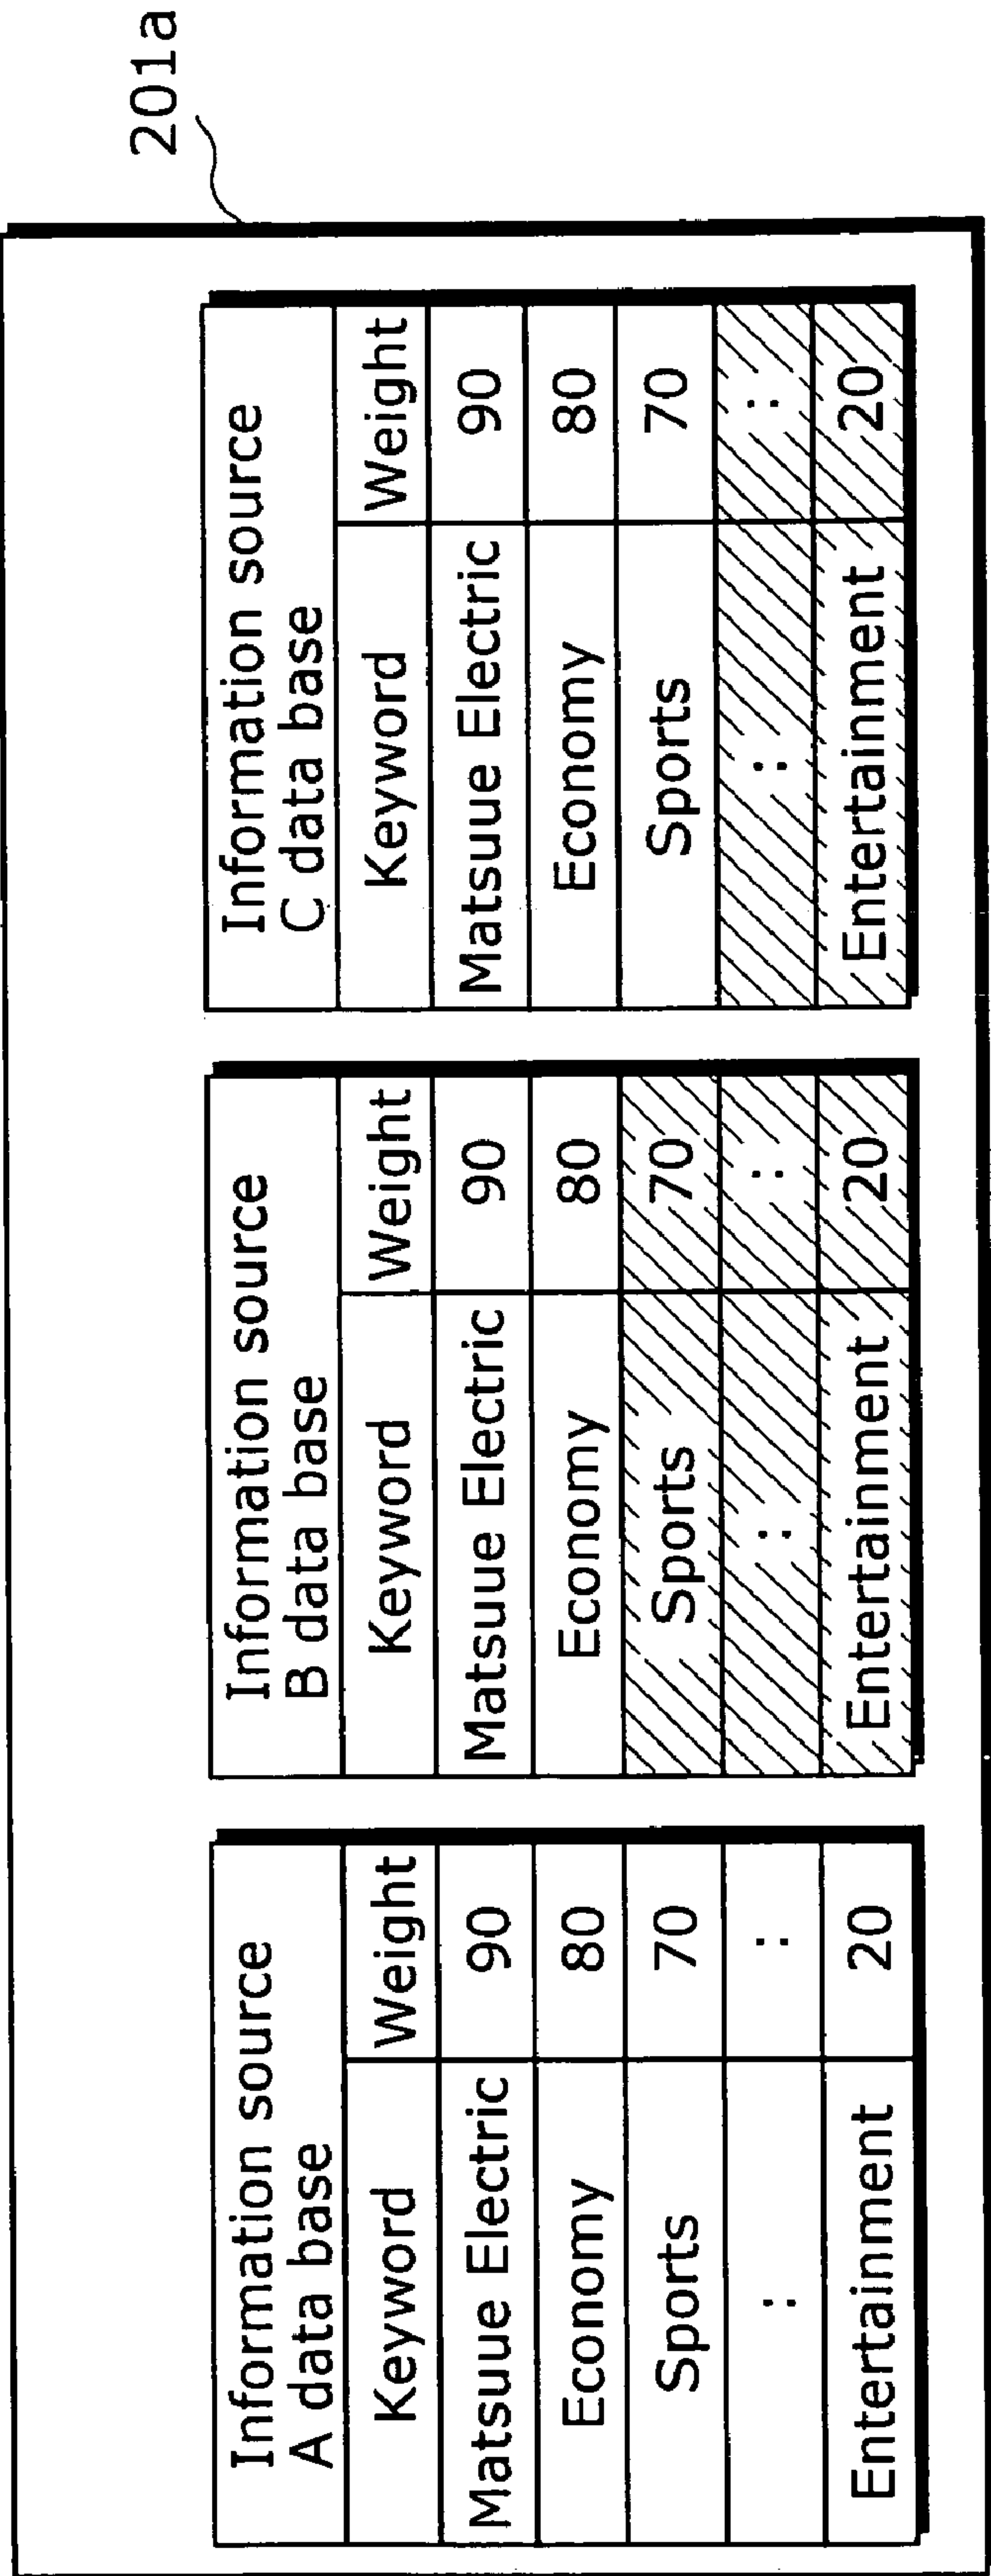 201a
Information source
A data base
Keyword Weight
Matsuue Electric 90
Economy 80
Sports 70
: :
Entertainment 20
Information source
B data base
Keyword Weight
Matsuue Electric 90
Economy 80
Sports 70
: :
Entertainment 20
Information source
C data base
Keyword Weight
Matsuue Electric 90
Economy 80
Sports 70
: :
Entertainment 20